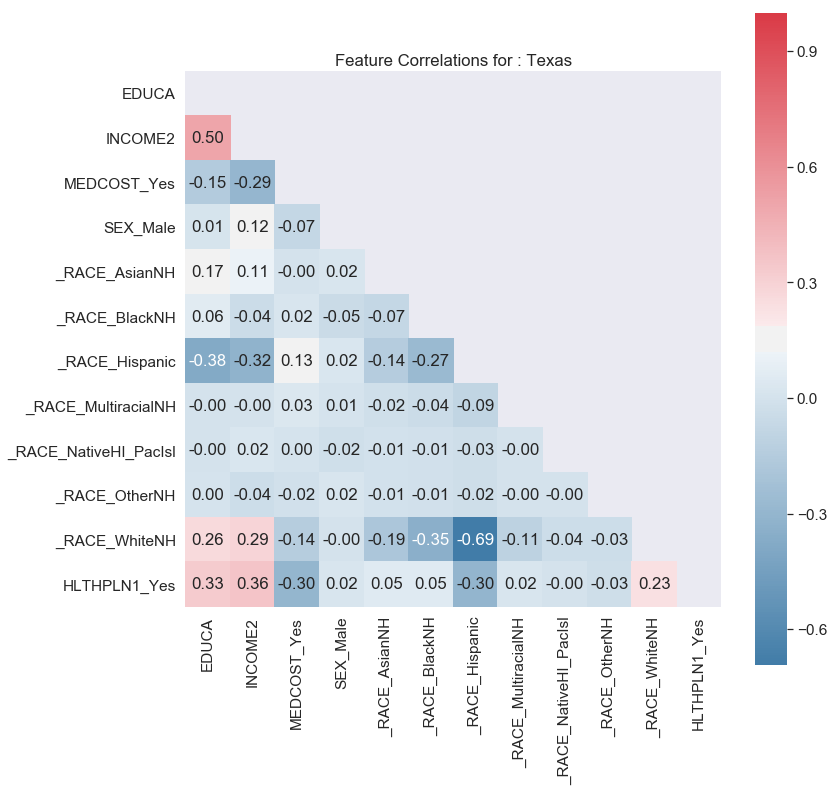 Feature Correlations for : Texas
EDUCA
INCOME2 0.50
MEDCOST_Yes -0.15 -0.29
SEX_Male 0.01 0.12 -0.07
_RACE_AsianNH 0.17 0.11 -0.00 0.02
_RACE_BlackNH 0.06 -0.04 0.02 -0.05 -0.07
_RACE_Hispanic -0.38 -0.32 0.13 0.02 -0.14 -0.27
_RACE_MultiracialNH -0.00 -0.00 0.03 0.01 -0.02 -0.04 -0.09
_RACE_NativeHI_PacIsl -0.00 0.02 0.00 -0.02 -0.01 -0.01 -0.03 -0.00
_RACE_OtherNH 0.00 -0.04 -0.02 0.02 -0.01 -0.01 -0.02 -0.00 -0.00
_RACE_WhiteNH 0.26 0.29 -0.14 -0.00 -0.19 -0.35 -0.69 -0.11 -0.04 -0.03
HLTHPLN1_Yes 0.33 0.36 -0.30 0.02 0.05 0.05 -0.30 0.02 -0.00 -0.03 0.23
EDUCA
INCOME2
MEDCOST_Yes
SEX_Male
_RACE_AsianNH
_RACE_BlackNH
_RACE_Hispanic
_RACE_MultiracialNH
_RACE_NativeHI_PacIsl
_RACE_OtherNH
_RACE_WhiteNH
HLTHPLN1_Yes
0.9
0.6
0.3
0.0
−0.3
−0.6